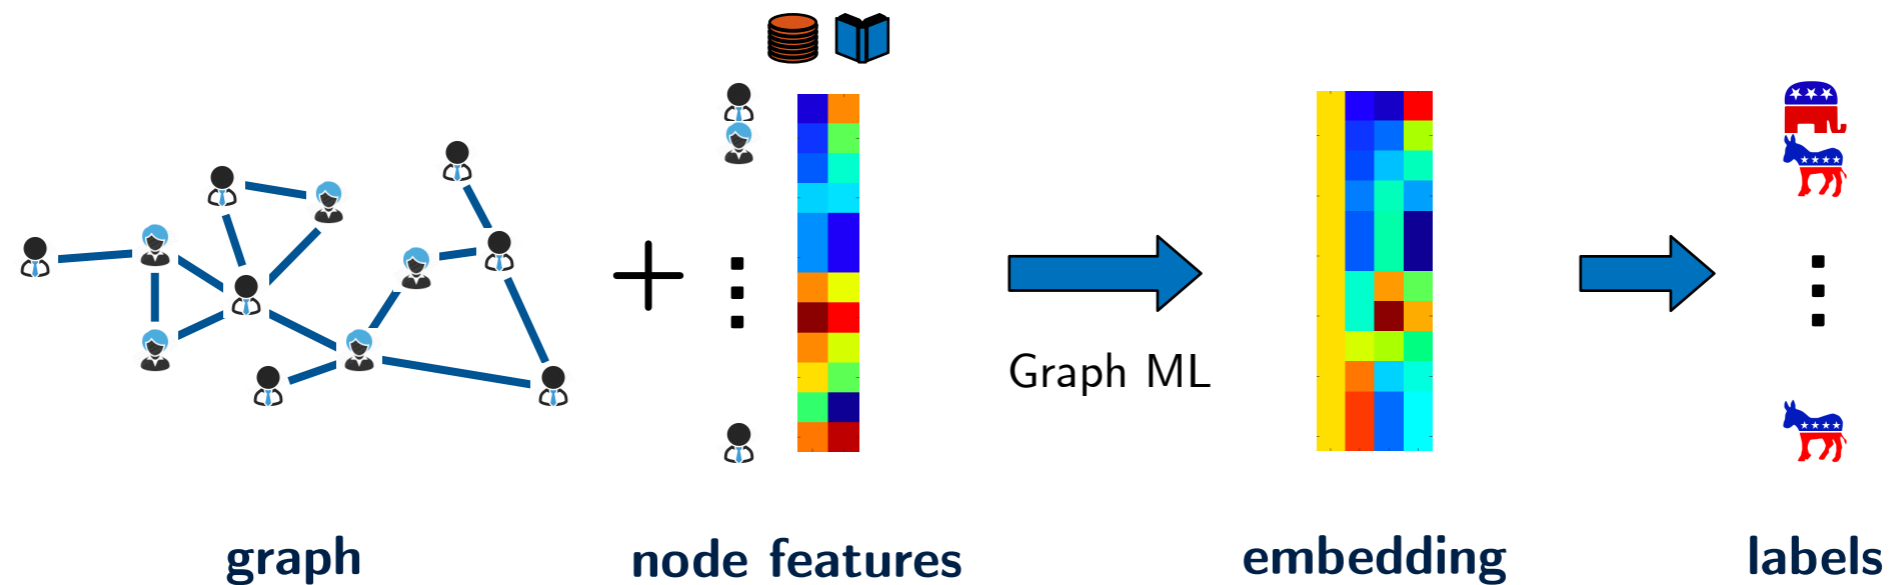 Graph ML
graph
node features
embedding
labels